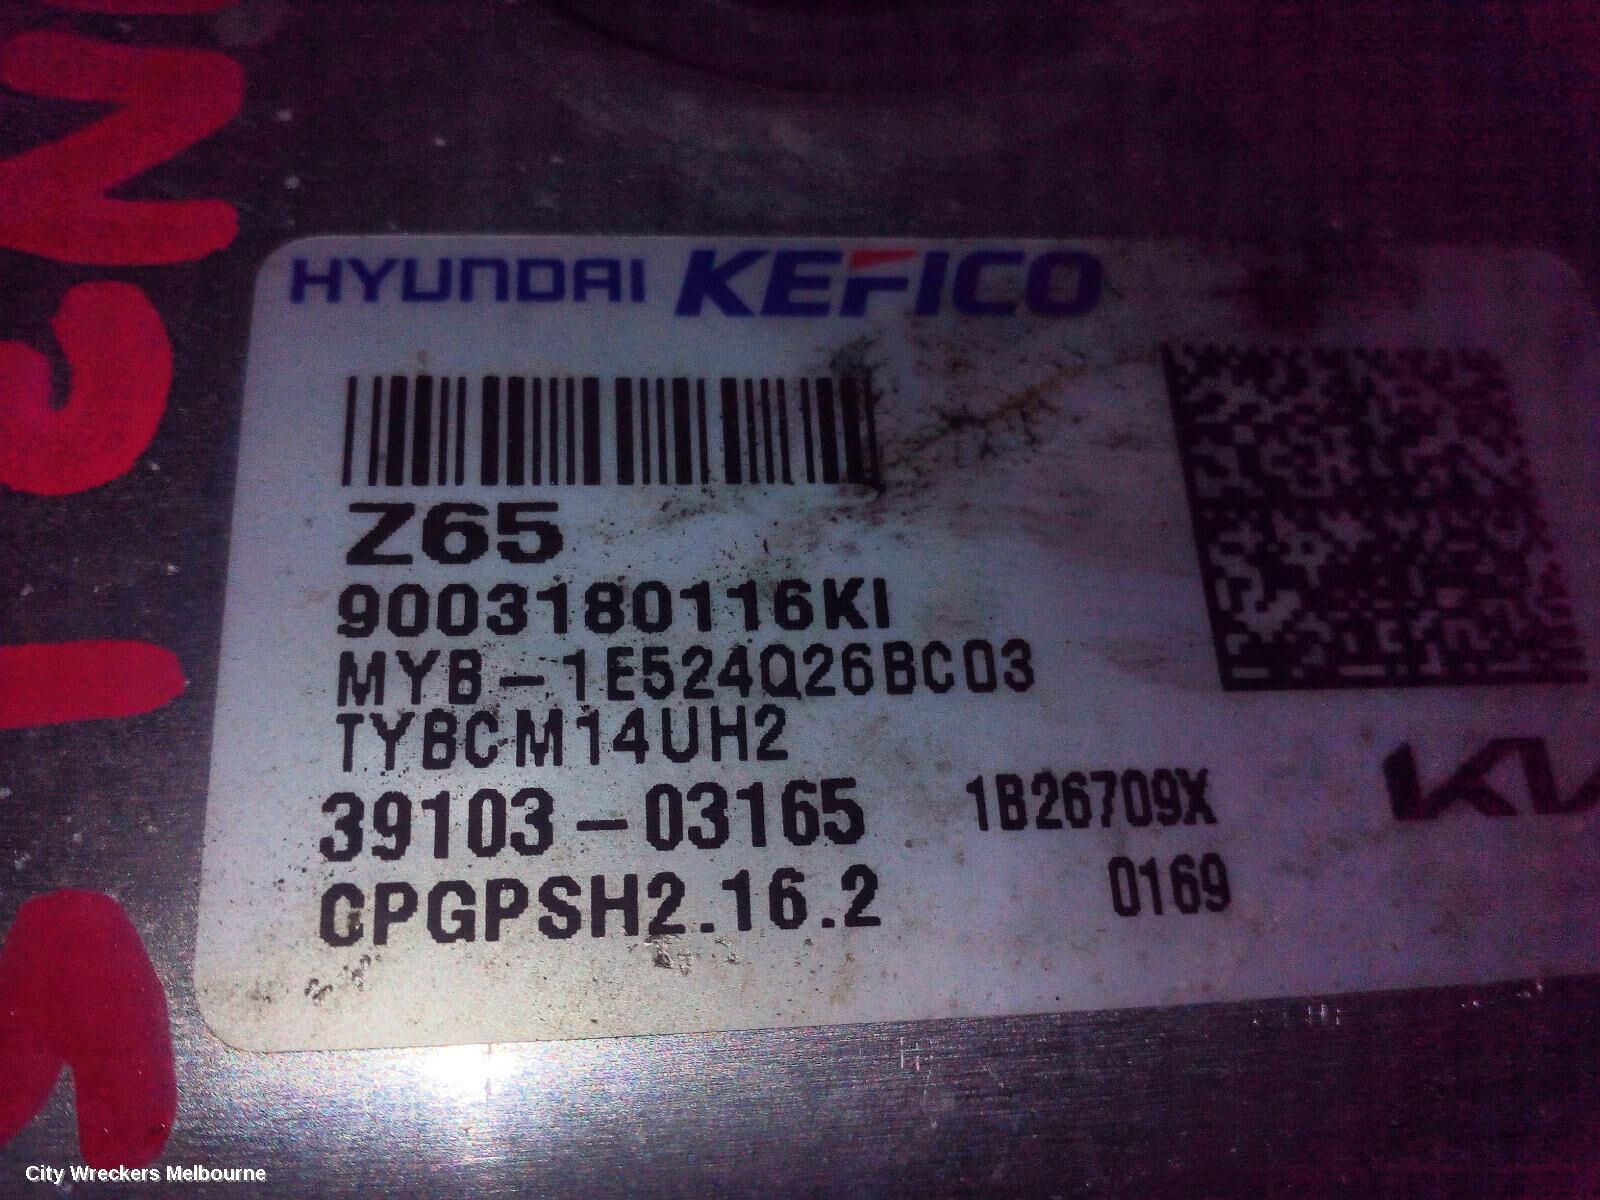 HYUNDAI KEFICO
Z65
9003180116KI
MYB-1E524Q26BC03
TYBCM14UH2
39103-03165 1B26709X
CPGPSH2.16.2 0169
City Wreckers Melbourne